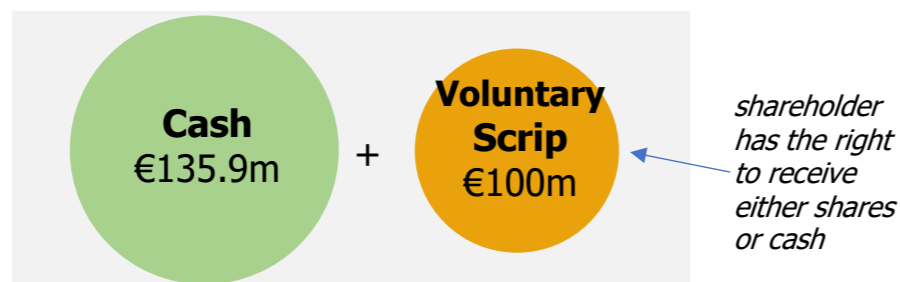 Cash
€135.9m
+
Voluntary
Scrip
€100m
shareholder
has the right
to receive
either shares
or cash